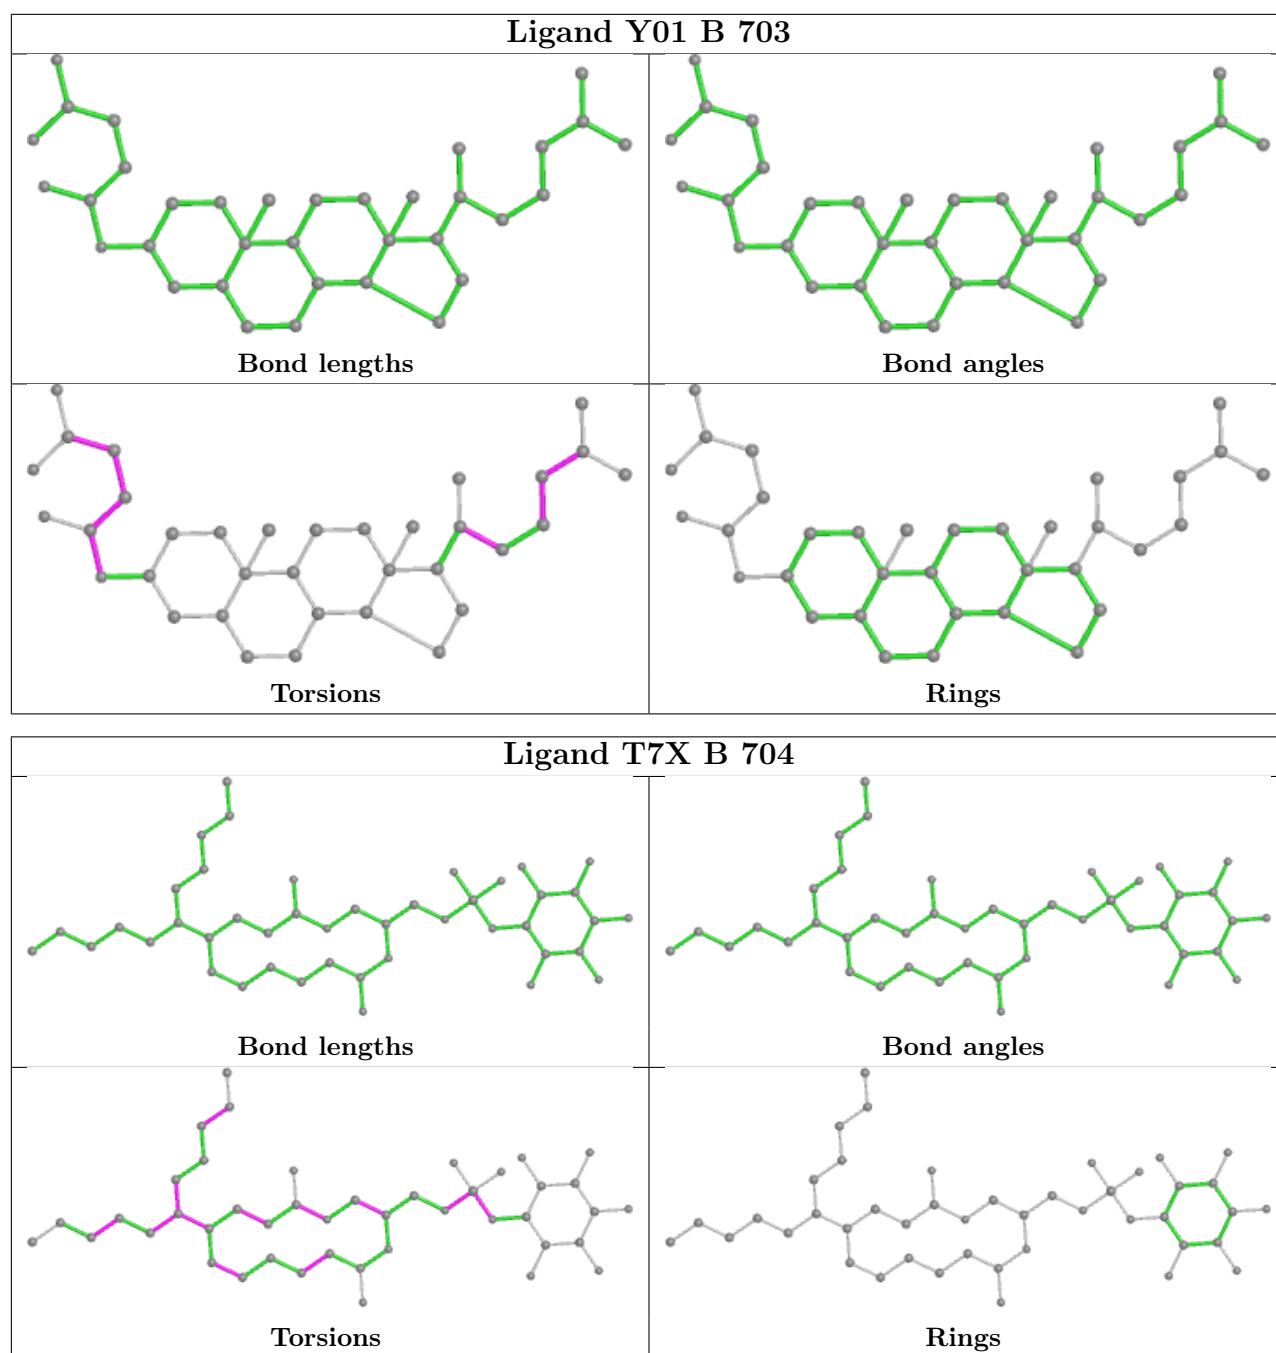 Ligand Y01 B 703
Bond lengths
Bond angles
Torsions
Rings
Ligand T7X B 704
Bond lengths
Bond angles
Torsions
Rings